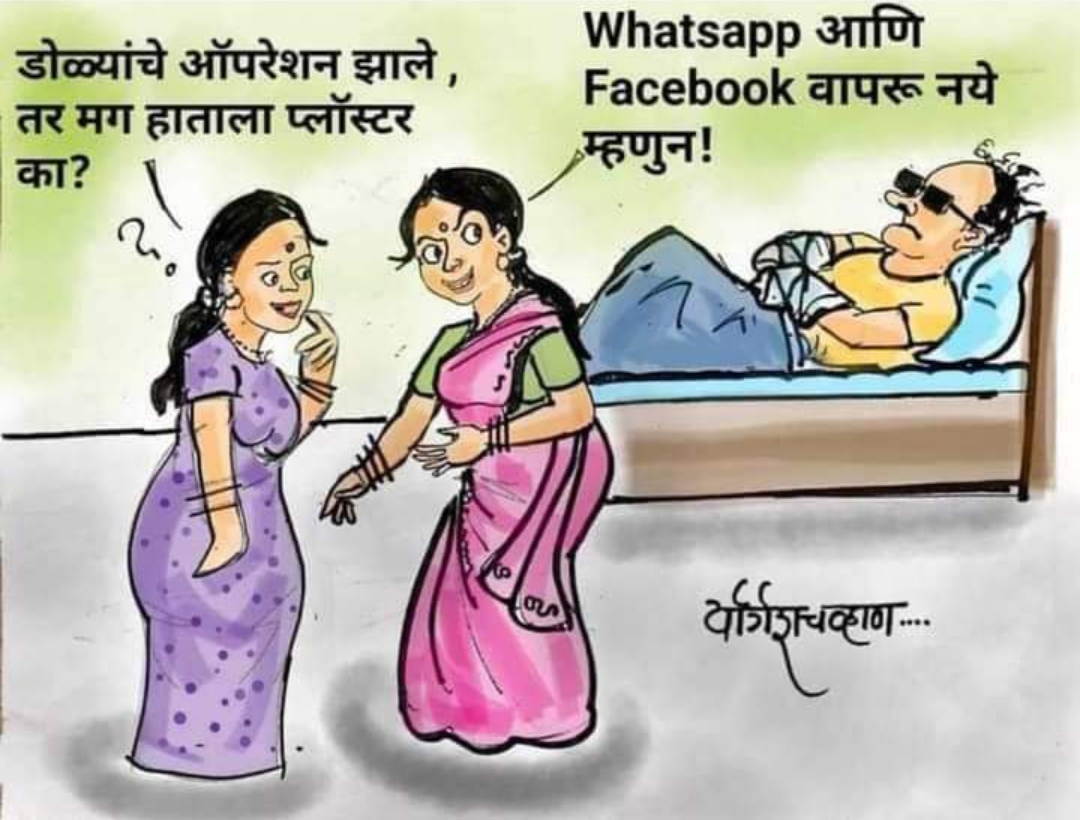 डोळ्यांचे ऑपरेशन झाले ,
तर मग हाताला प्लॉस्टर
का?
Whatsapp आणि
Facebook वापरू नये
म्हणुन!